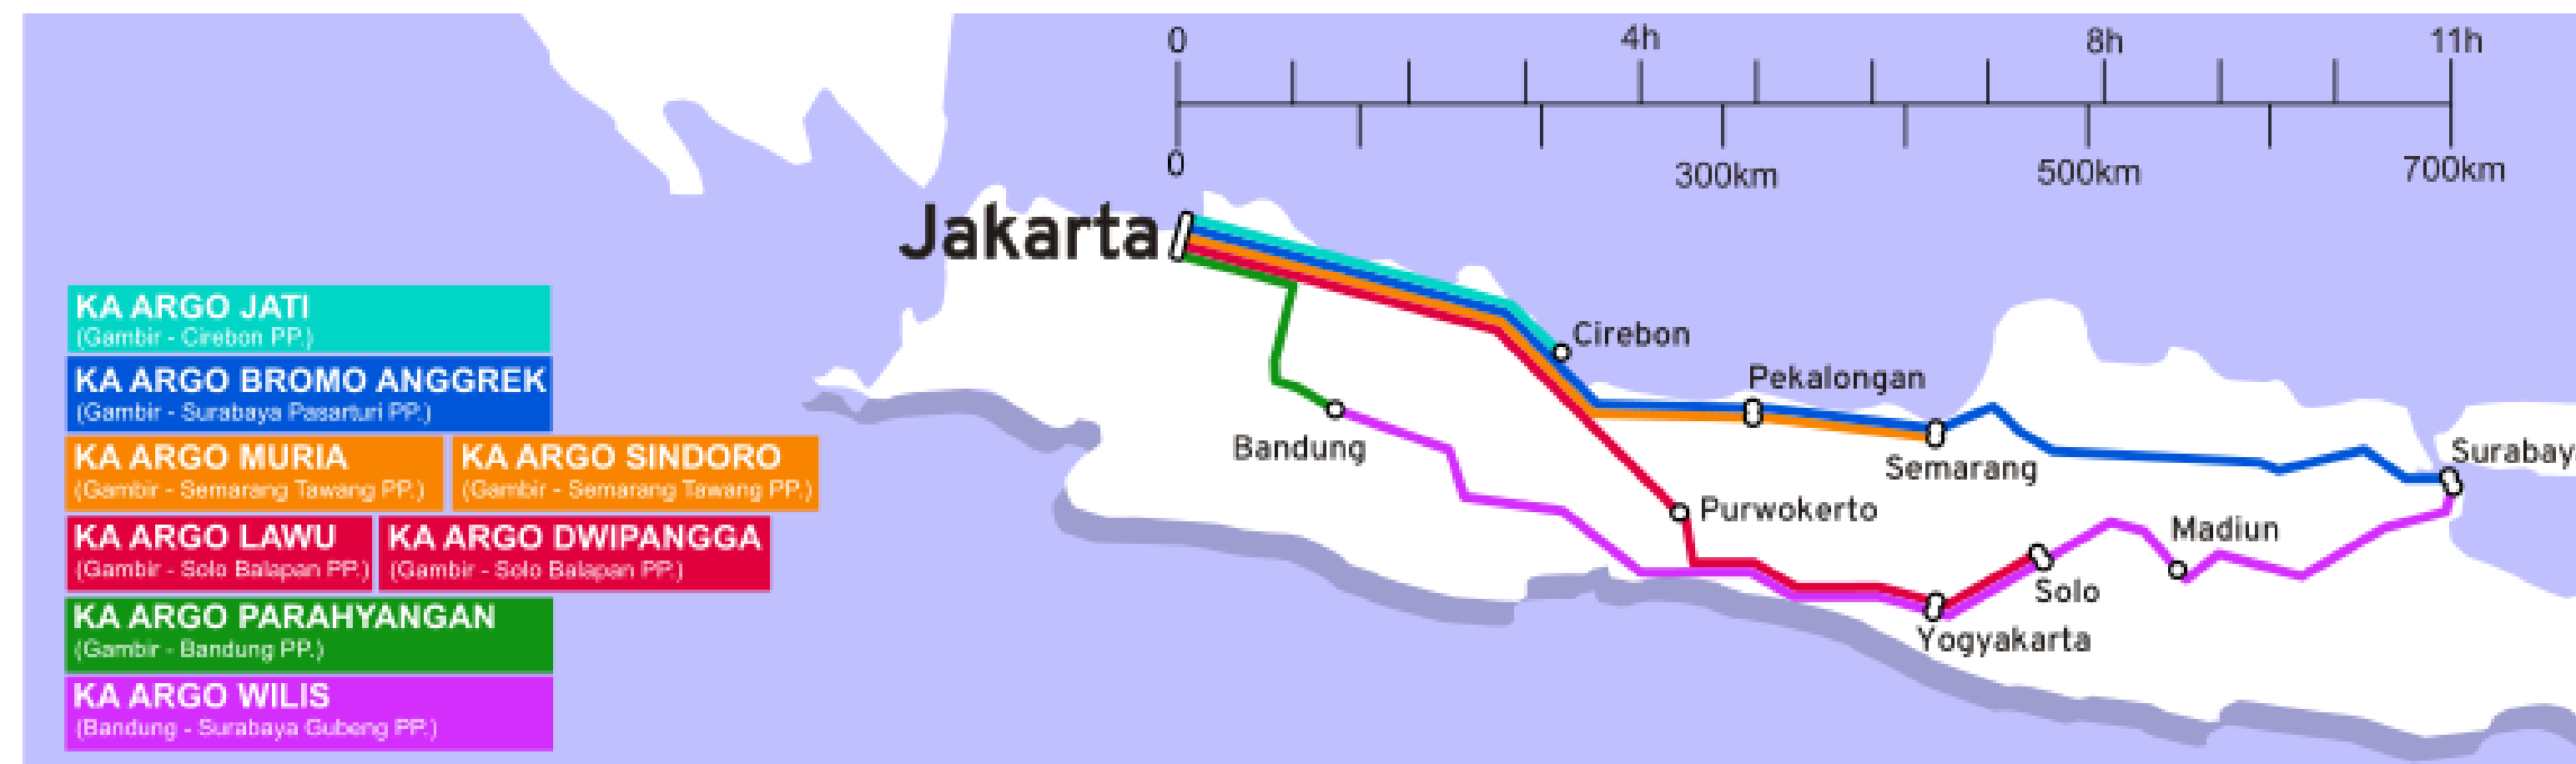 0 4h 8h 11h
0 300km 500km 700km
Jakarta
Cirebon
Pekalongan
Bandung
Semarang
Surabay
Purwokerto
Madiun
Solo
Yogyakarta
KA ARGO JATI
(Gambir - Cirebon PP.)
KA ARGO BROMO ANGGREK
(Gambir - Surabaya Pasarturi PP.)
KA ARGO MURIA
(Gambir - Semarang Tawang PP.)
KA ARGO SINDORO
(Gambir - Semarang Tawang PP.)
KA ARGO LAWU
(Gambir - Solo Balapan PP.)
KA ARGO DWIPANGGA
(Gambir - Solo Balapan PP.)
KA ARGO PARAHYANGAN
(Gambir - Bandung PP.)
KA ARGO WILIS
(Bandung - Surabaya Gubeng PP.)